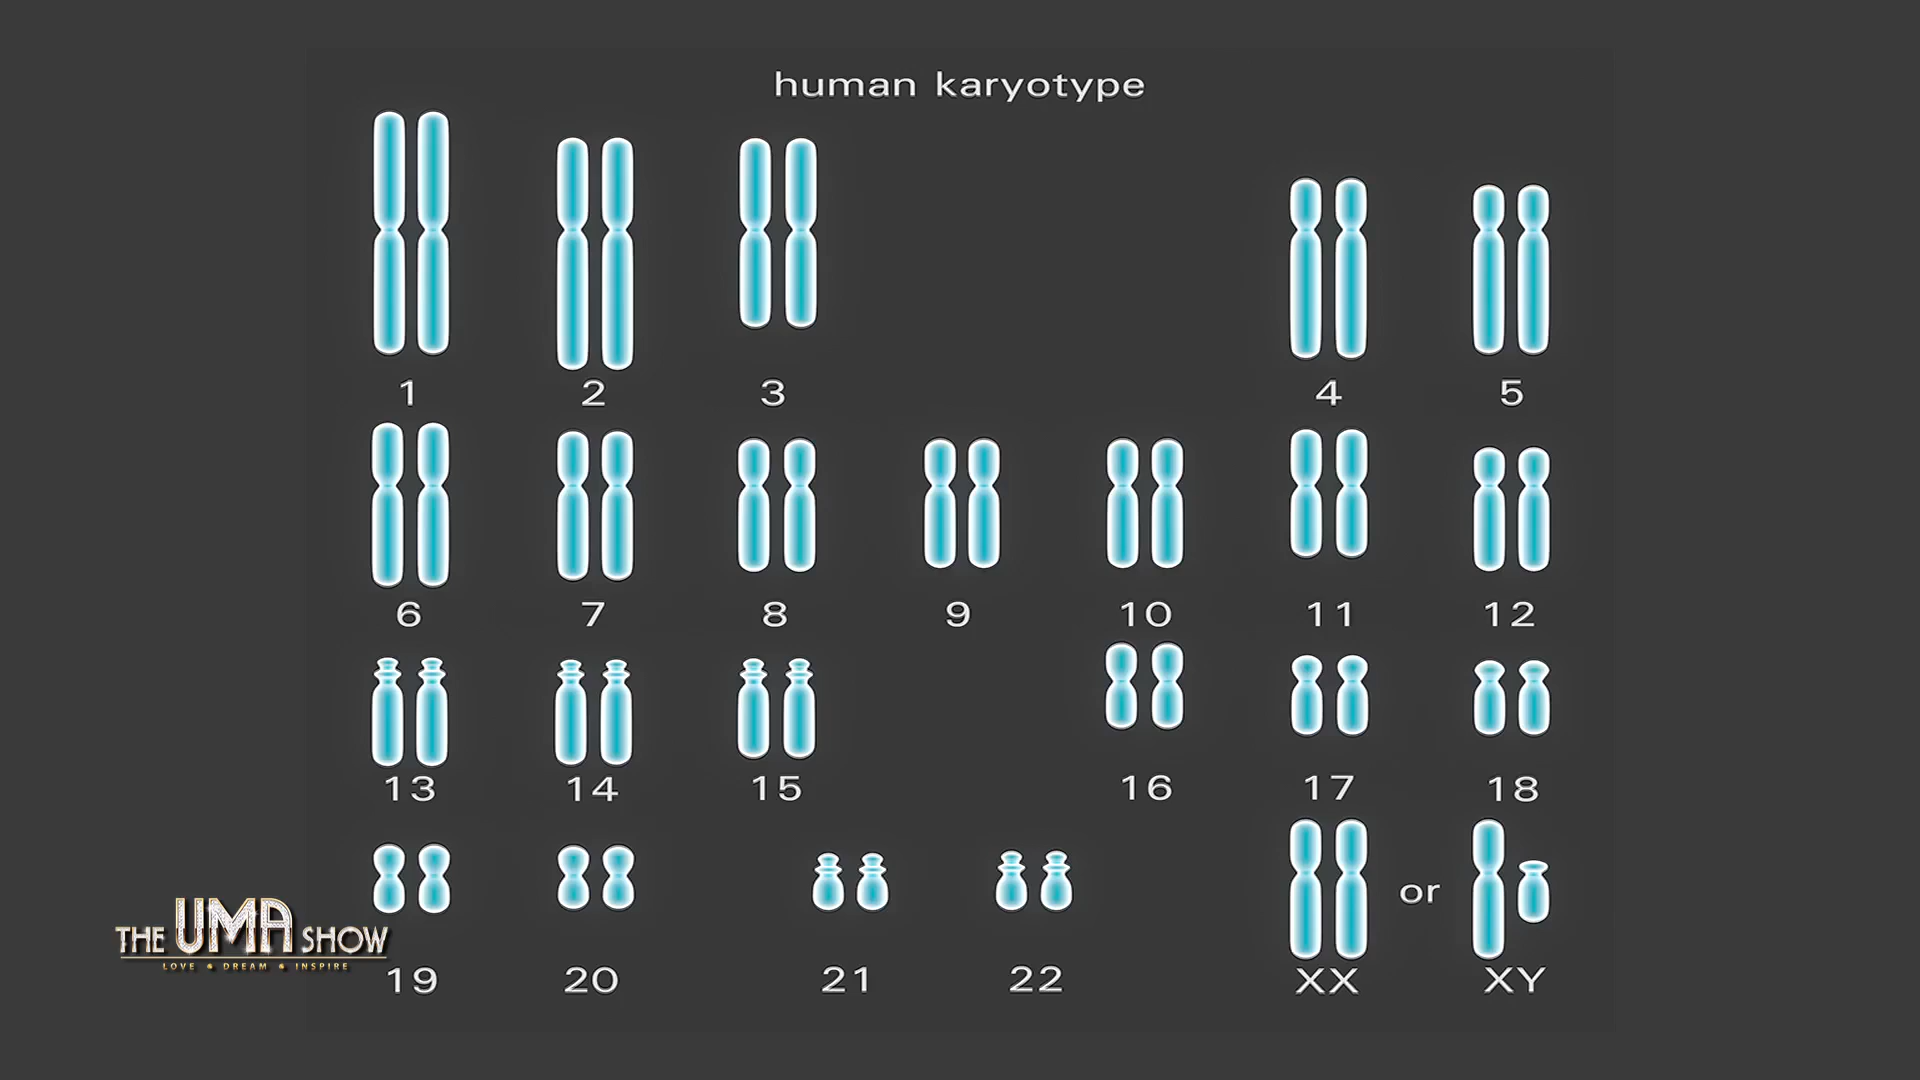 human karyotype
1 2 3 4 5
6 7 8 9 10 11 12
13 14 15 16 17 18
or
THE UMA SHOW
LOVE • DREAM • INSPIRE
19 20 21 22 XX XY